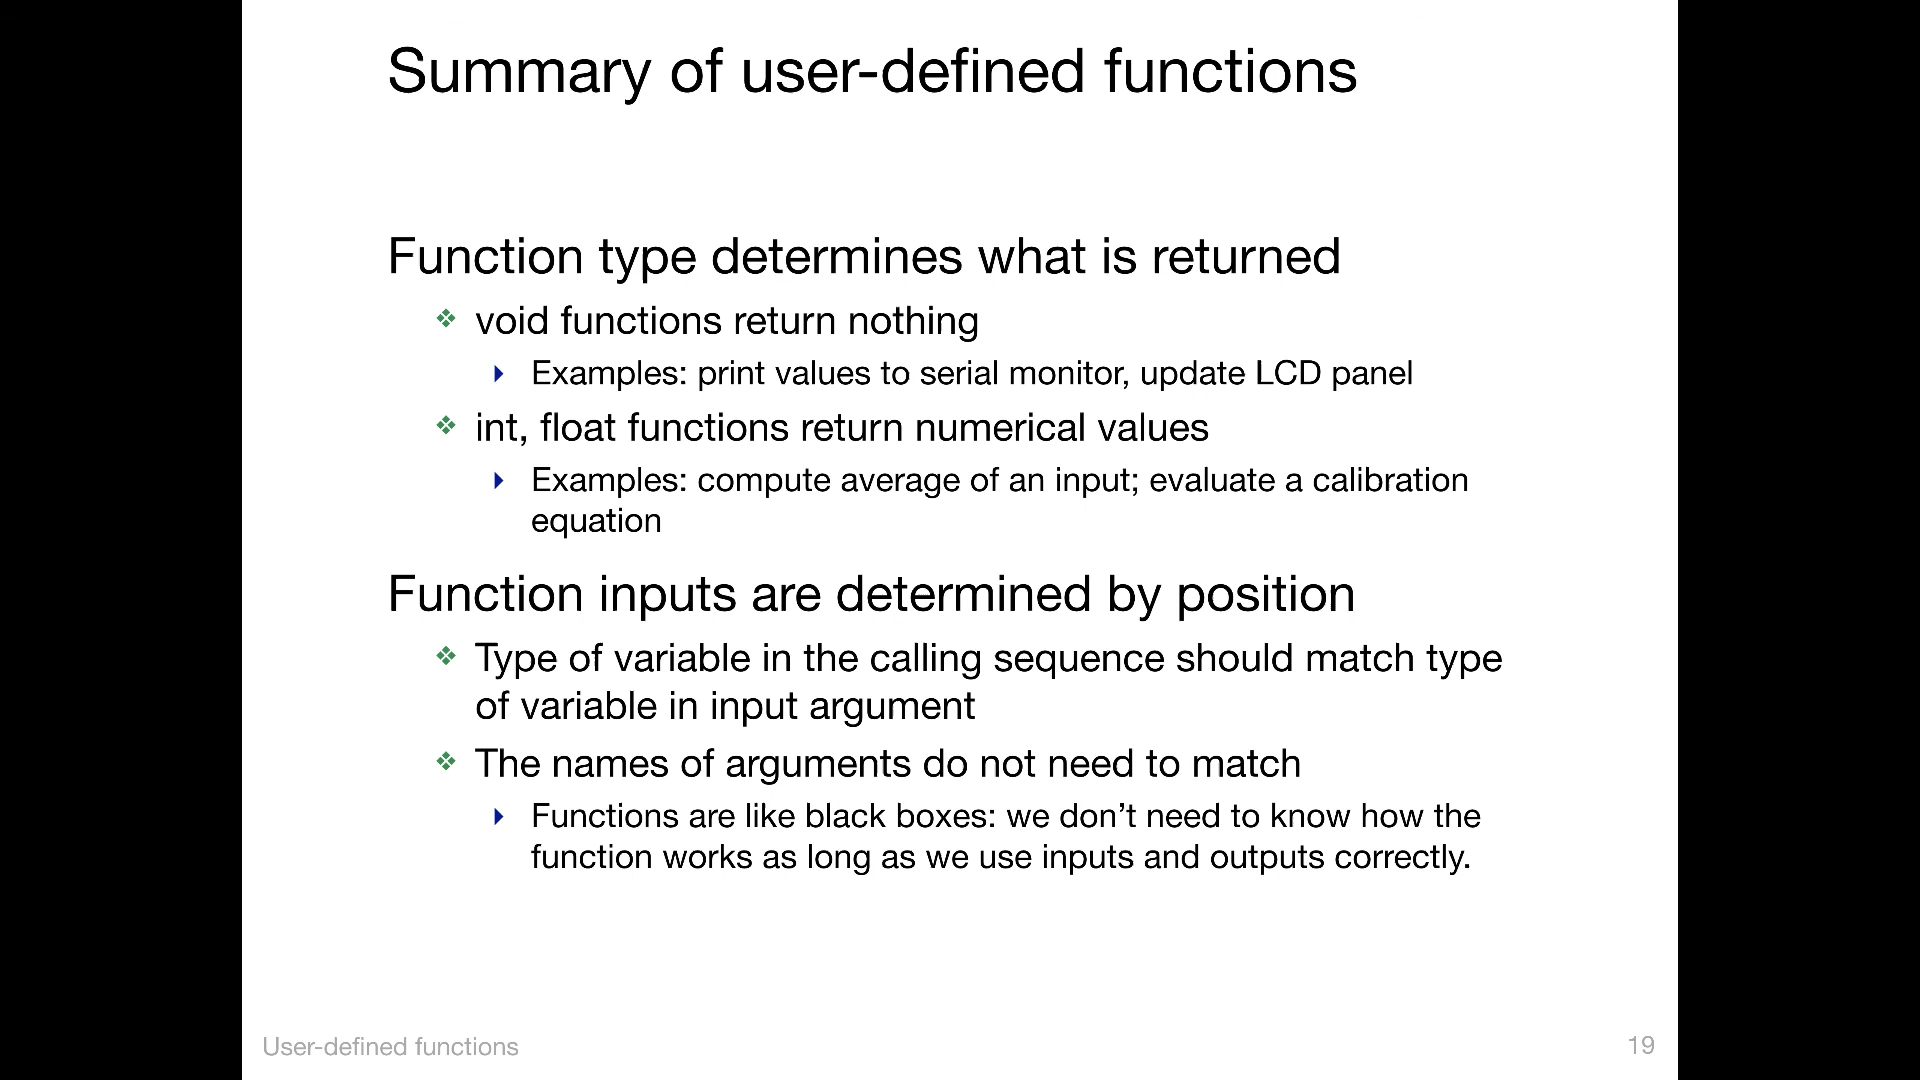 Summary of user-defined functions
Function type determines what is returned
❖ void functions return nothing
‣ Examples: print values to serial monitor, update LCD panel
❖ int, float functions return numerical values
‣ Examples: compute average of an input; evaluate a calibration
equation
Function inputs are determined by position
❖ Type of variable in the calling sequence should match type
of variable in input argument
❖ The names of arguments do not need to match
‣ Functions are like black boxes: we don’t need to know how the
function works as long as we use inputs and outputs correctly.
User-defined functions
19